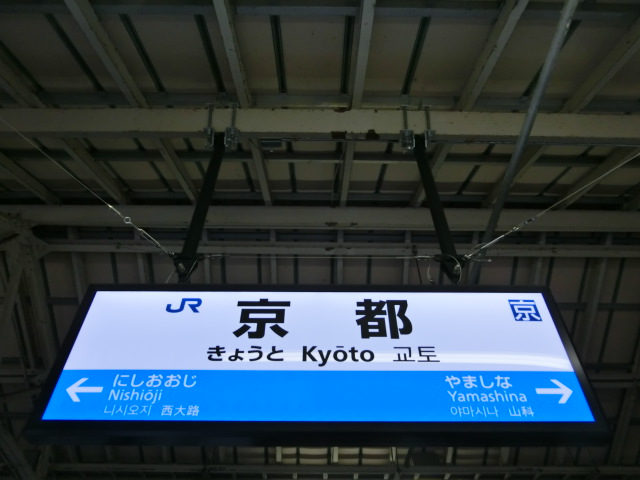 JR 京都 京
きょうと Kyōto 교토
← にしおおじ
Nishiōji
니시오지 西大路
やましな →
Yamashina
야마시나 山科